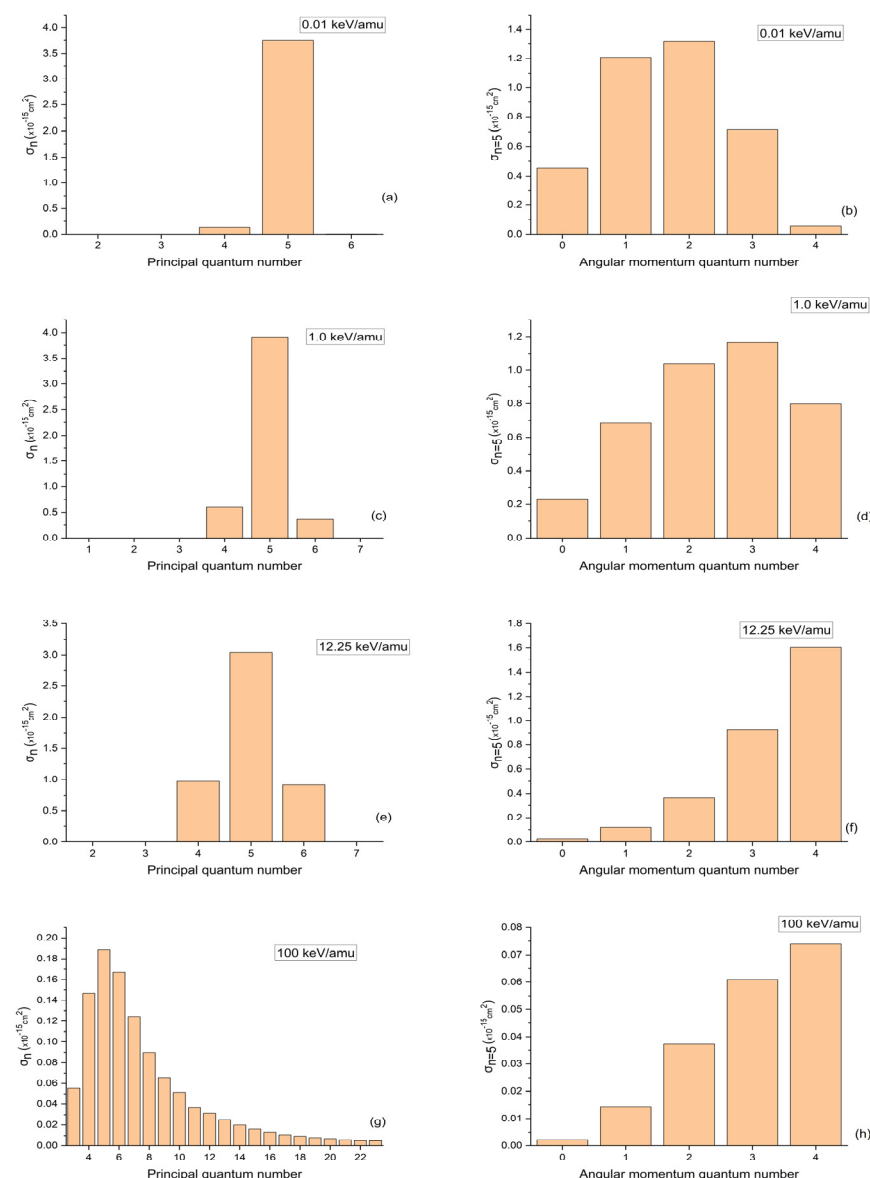 0.01 keV/amu
σn (x10-15cm2)
4.0
3.5
3.0
2.5
2.0
1.5
1.0
0.5
0.0
2 3 4 5 6
Principal quantum number
(a)
0.01 keV/amu
σn=5 (x10-15cm2)
1.4
1.2
1.0
0.8
0.6
0.4
0.2
0.0
0 1 2 3 4
Angular momentum quantum number
(b)
1.0 keV/amu
σn (x10-15cm2)
4.0
3.5
3.0
2.5
2.0
1.5
1.0
0.5
0.0
1 2 3 4 5 6 7
Principal quantum number
(c)
1.0 keV/amu
σn=5 (x10-15cm2)
1.2
1.0
0.8
0.6
0.4
0.2
0.0
0 1 2 3 4
Angular momentum quantum number
(d)
12.25 keV/amu
σn (x10-15cm2)
3.5
3.0
2.5
2.0
1.5
1.0
0.5
0.0
2 3 4 5 6 7
Principal quantum number
(e)
12.25 keV/amu
σn=5 (x10-15cm2)
1.8
1.6
1.4
1.2
1.0
0.8
0.6
0.4
0.2
0.0
0 1 2 3 4
Angular momentum quantum number
(f)
100 keV/amu
σn (x10-15cm2)
0.20
0.18
0.16
0.14
0.12
0.10
0.08
0.06
0.04
0.02
0.00
4 6 8 10 12 14 16 18 20 22
Principal quantum number
(g)
100 keV/amu
σn=5 (x10-15cm2)
0.08
0.07
0.06
0.05
0.04
0.03
0.02
0.01
0.00
0 1 2 3 4
Angular momentum quantum number
(h)